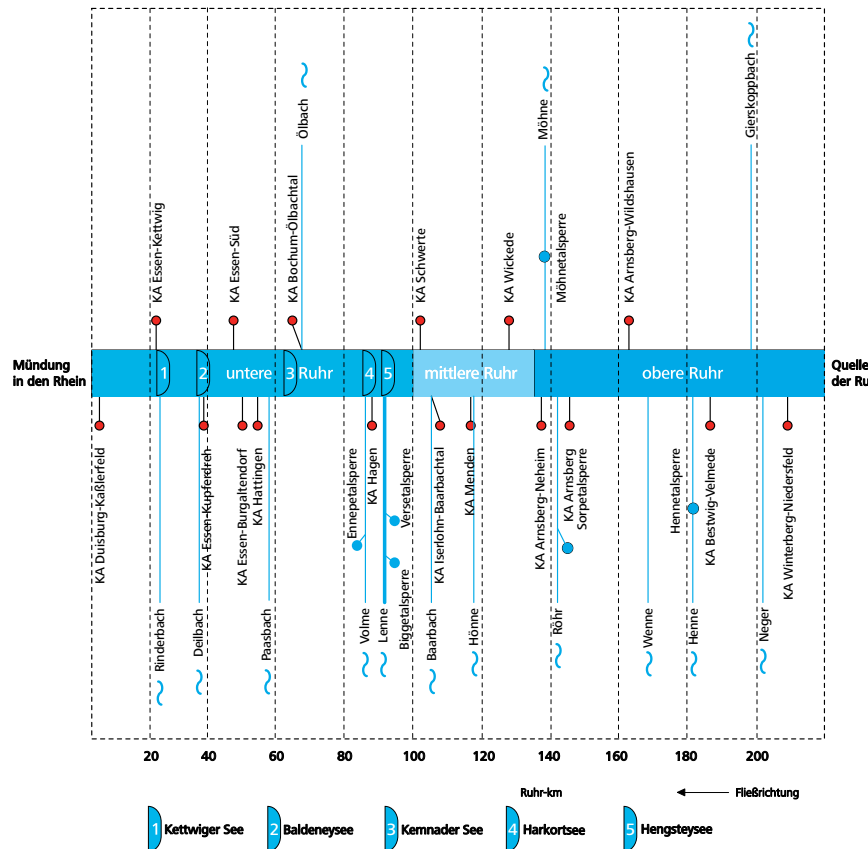 Ölbach
Möhne
Gierskoppbach
KA Essen-Kettwig
KA Essen-Süd
KA Bochum-Ölbachtal
KA Schwerte
KA Wickede
Möhnetalsperre
KA Arnsberg-Wildshausen
Mündung
in den Rhein
1
2
untere
3
Ruhr
4
5
mittlere Ruhr
obere Ruhr
Quelle
der Ru
KA Duisburg-Kaßlerfeld
Rinderbach
Deilbach
KA Essen-Kupferdreh
KA Essen-Burgaltendorf
KA Hattingen
Paasbach
Ennepetalsperre
Volme
KA Hagen
Lenne
Versetalsperre
Biggetalsperre
Baarbach
KA Iserlohn-Baarbachtal
KA Menden
Hönne
KA Arnsberg-Neheim
Röhr
KA Arnsberg
Sorpetalsperre
Wenne
Hennetalsperre
Henne
KA Bestwig-Velmede
Neger
KA Winterberg-Niedersfeld
20 40 60 80 100 120 140 160 180 200
Ruhr-km
Fließrichtung
1 Kettwiger See
2 Baldeneysee
3 Kemnader See
4 Harkortsee
5 Hengsteysee